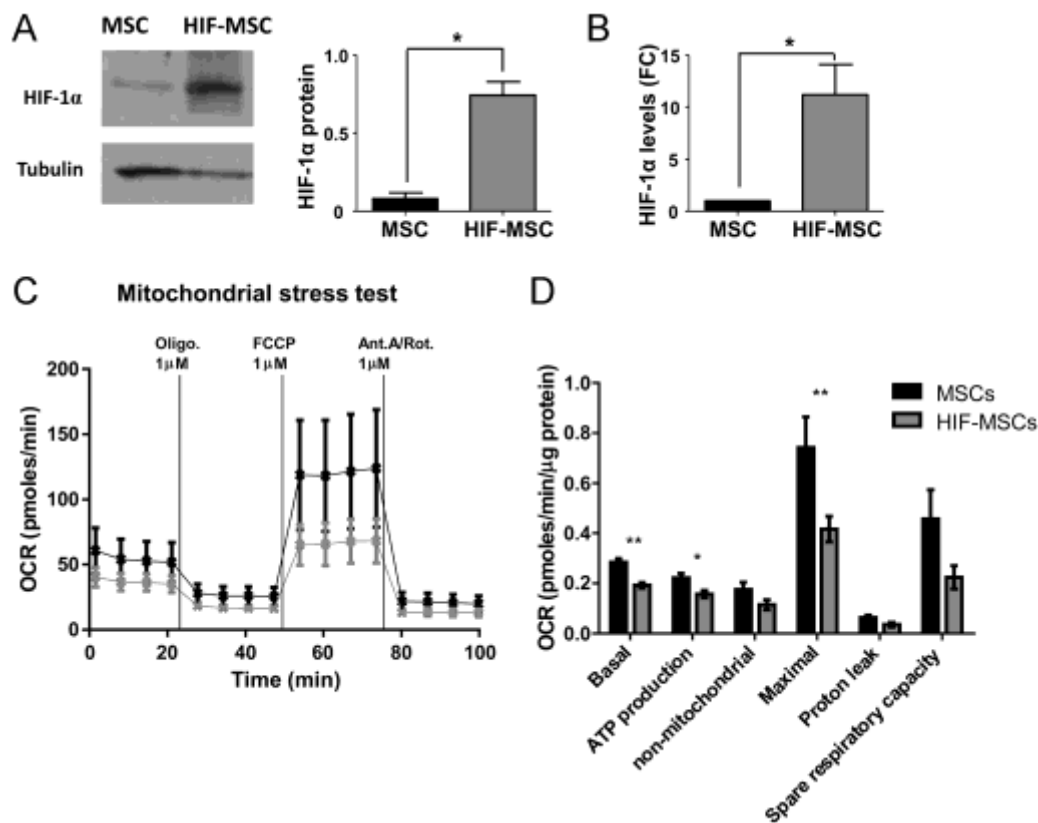 A
MSC HIF-MSC
HIF-1α
Tubulin
HIF-1α protein
1.0
0.5
0
*
MSC HIF-MSC
B
HIF-1α levels (FC)
15
10
5
0
*
MSC HIF-MSC
C
Mitochondrial stress test
Oligo. FCCP Ant.A/Rot.
1μM 1μM 1μM
OCR (pmoles/min)
200
150
100
50
0
0 20 40 60 80 100
Time (min)
D
OCR (pmoles/min/μg protein)
1.0
0.8
0.6
0.4
0.2
0.0
** * **
MSCs
HIF-MSCs
Basal
ATP production
non-mitochondrial
Maximal
Proton leak
Spare respiratory capacity